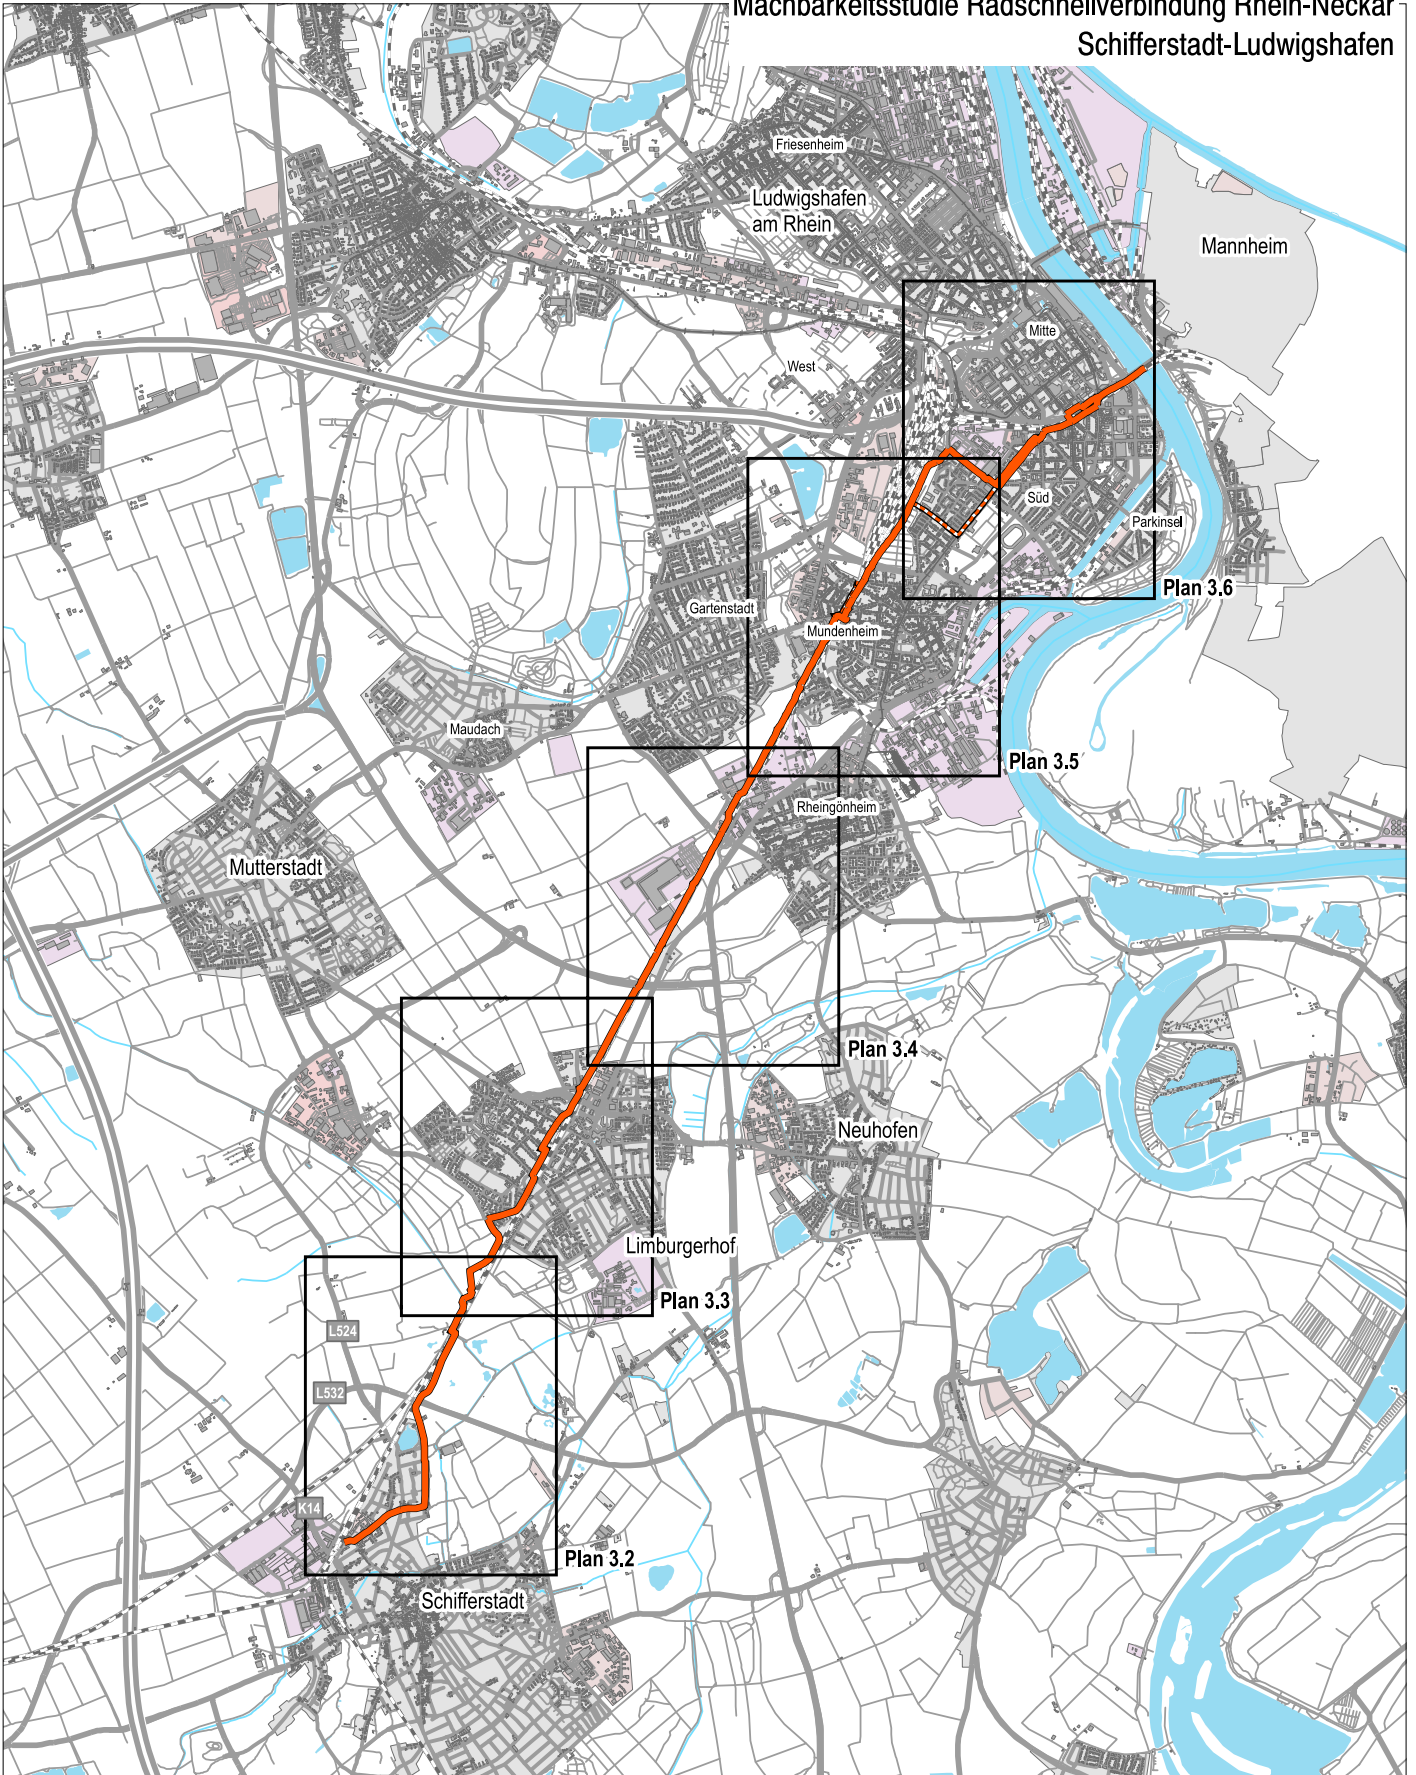 Machbarkeitsstudie Radschnellverbindung Rhein-Neckar
Schifferstadt-Ludwigshafen
Friesenheim
Ludwigshafen
am Rhein
Mannheim
Mitte
West
Süd
Parkinsel
Plan 3.6
Gartenstadt
Mundenheim
Maudach
Plan 3.5
Rheingönheim
Mutterstadt
Plan 3.4
Neuhofen
Limburgerhof
Plan 3.3
L524
L532
K14
Plan 3.2
Schifferstadt